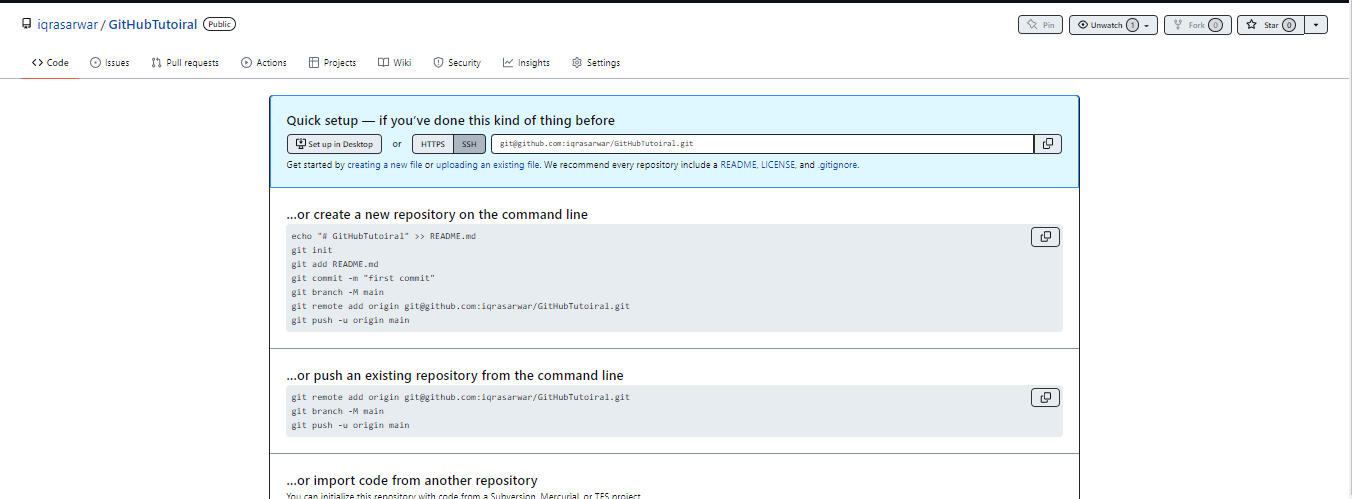 iqrasarwar / GitHubTutoiral Public
Pin Unwatch 1 Fork 0 Star 0
<> Code Issues Pull requests Actions Projects Wiki Security Insights Settings
Quick setup — if you've done this kind of thing before
Set up in Desktop or HTTPS SSH git@github.com:iqrasarwar/GitHubTutoiral.git
Get started by creating a new file or uploading an existing file. We recommend every repository include a README, LICENSE, and .gitignore.
…or create a new repository on the command line
echo "# GitHubTutoiral" >> README.md
git init
git add README.md
git commit -m "first commit"
git branch -M main
git remote add origin git@github.com:iqrasarwar/GitHubTutoiral.git
git push -u origin main
…or push an existing repository from the command line
git remote add origin git@github.com:iqrasarwar/GitHubTutoiral.git
git branch -M main
git push -u origin main
…or import code from another repository
You can initialize this repository with code from a Subversion, Mercurial, or TFS project.